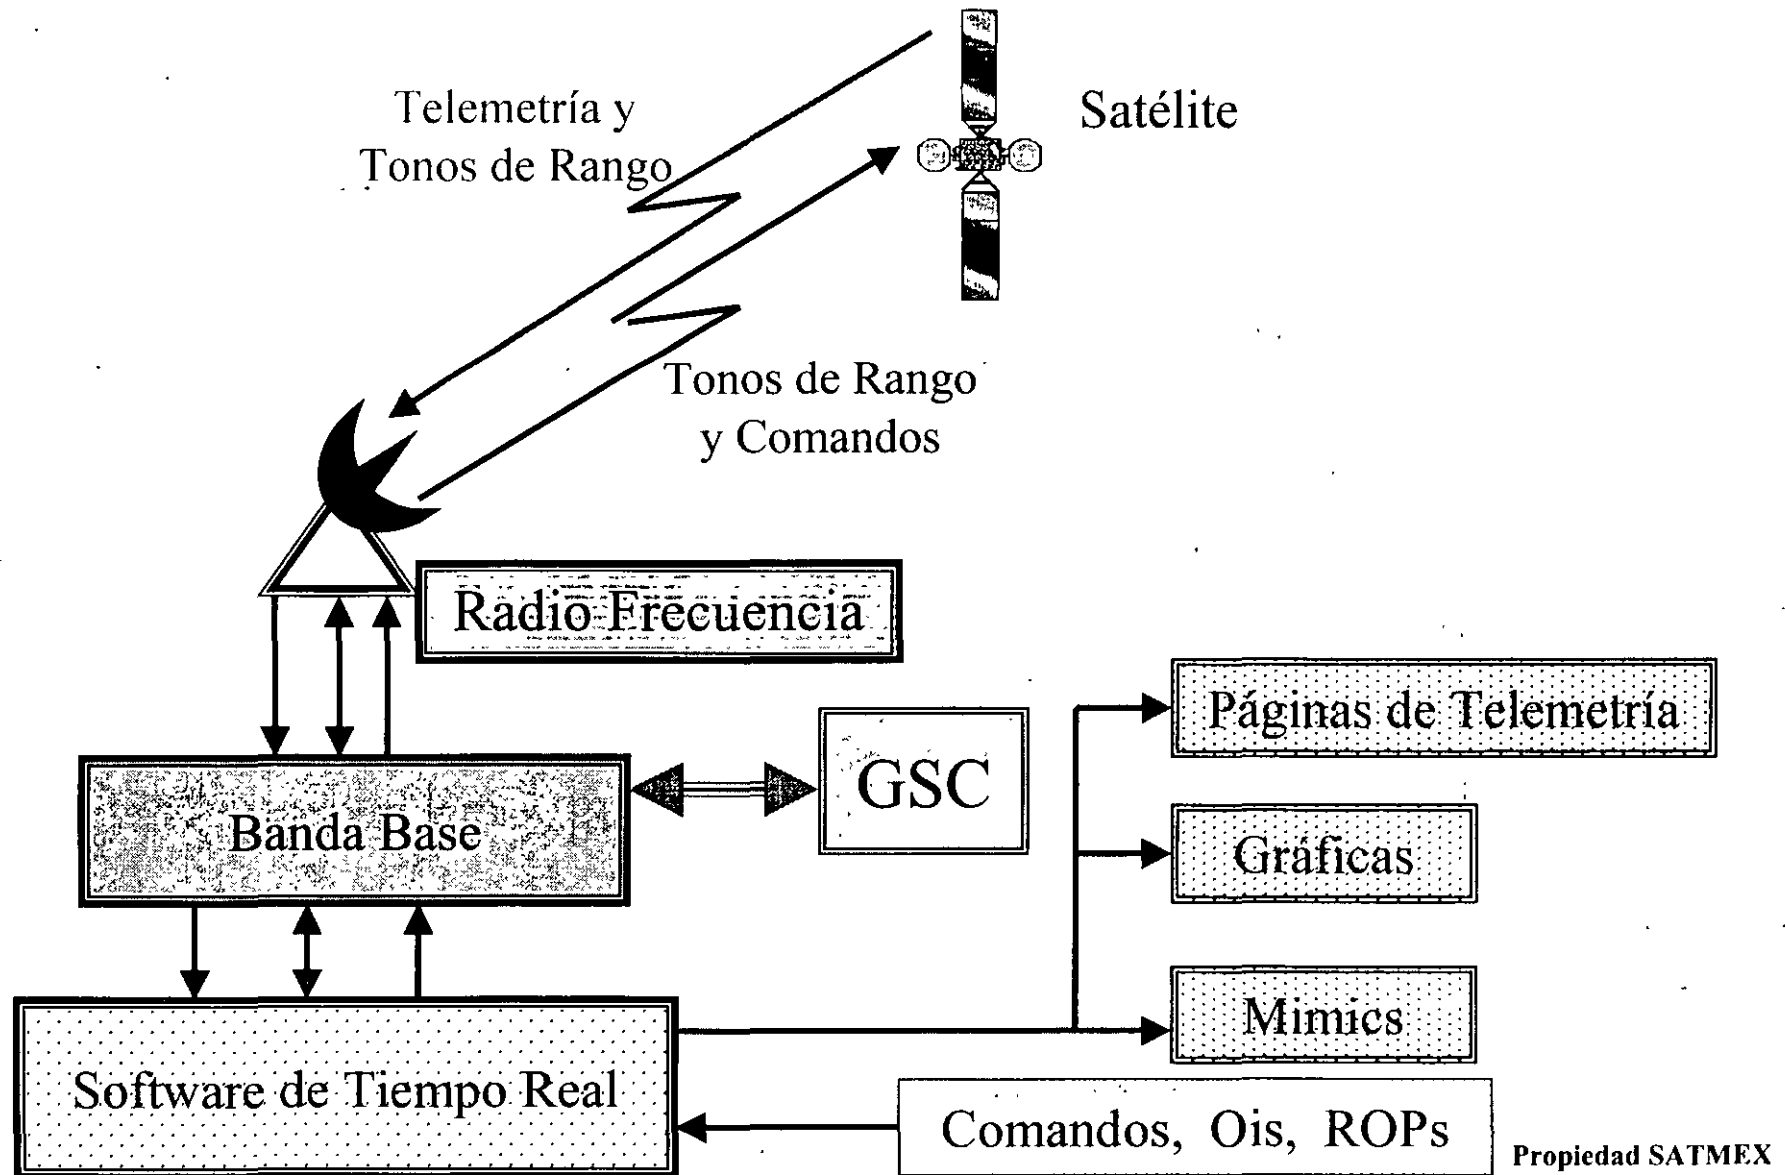 Telemetría y
Tonos de Rango
Satélite
Tonos de Rango
y Comandos
Radio Frecuencia
Páginas de Telemetría
GSC
Banda Base
Gráficas
Mimics
Software de Tiempo Real
Comandos, Ois, ROPs
Propiedad SATMEX